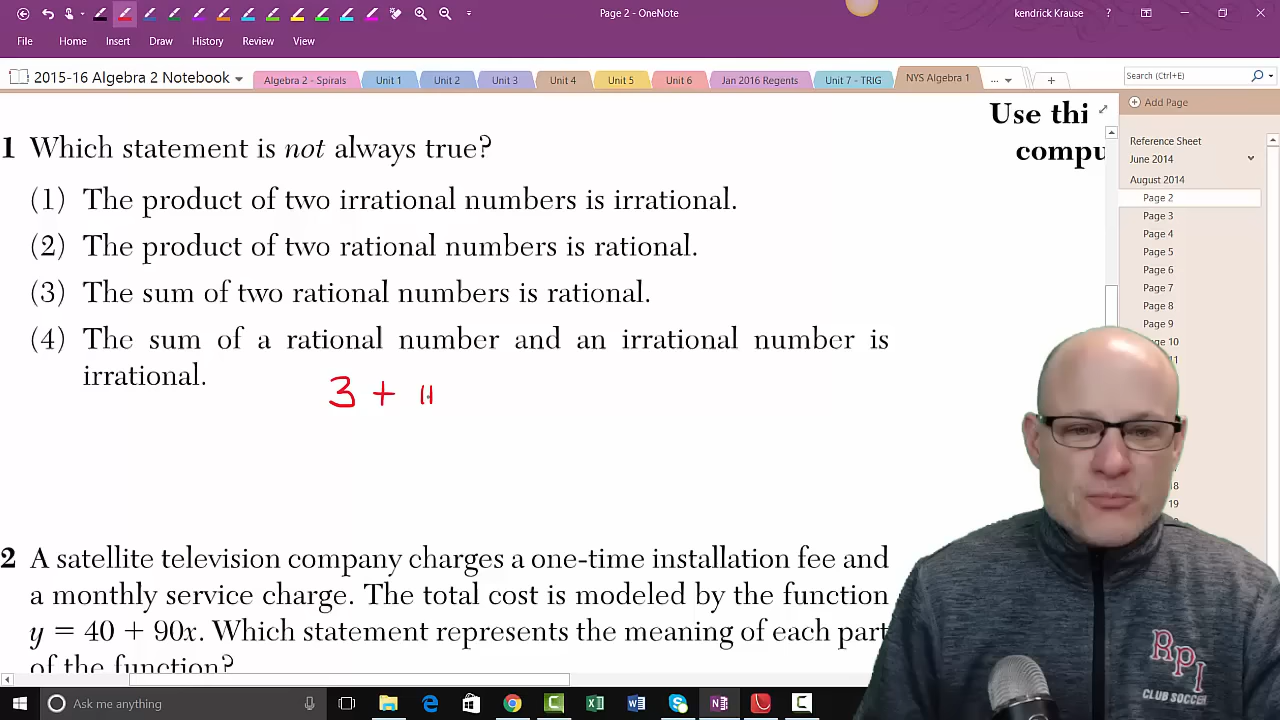 Page 2 - OneNote
kendrick Krause
?
File Home Insert Draw History Review View
2015-16 Algebra 2 Notebook
Algebra 2 - Spirals
Unit 1
Unit 2
Unit 3
Unit 4
Unit 5
Unit 6
Jan 2016 Regents
Unit 7 - TRIG
NYS Algebra 1
...
+
Search (Ctrl+E)
Add Page
Reference Sheet
June 2014
August 2014
Page 2
Page 3
Page 4
Page 5
Page 6
Page 7
Page 8
Page 9
Page 10
11
18
19
Use thi
compu
1 Which statement is not always true?
(1) The product of two irrational numbers is irrational.
(2) The product of two rational numbers is rational.
(3) The sum of two rational numbers is rational.
(4) The sum of a rational number and an irrational number is
irrational.
3 +
2 A satellite television company charges a one-time installation fee and
a monthly service charge. The total cost is modeled by the function
y = 40 + 90x. Which statement represents the meaning of each part
of the function?
RPI
CLUB SOCCER
Ask me anything